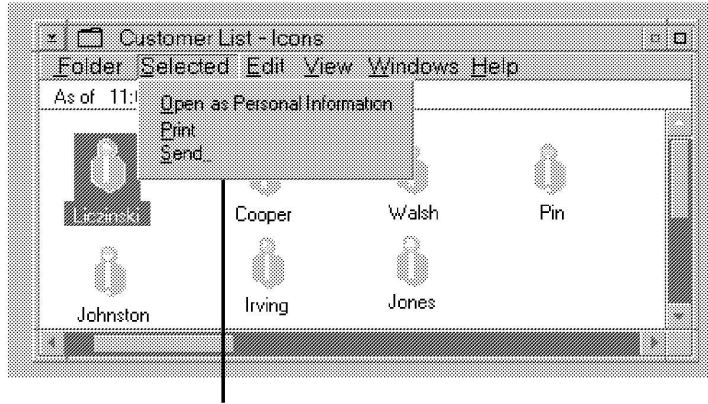 Customer List - Icons
Folder Selected Edit View Windows Help
As of 11:
Open as Personal Information
Print
Send
Liczinski Cooper Walsh Pin
Johnston Irving Jones